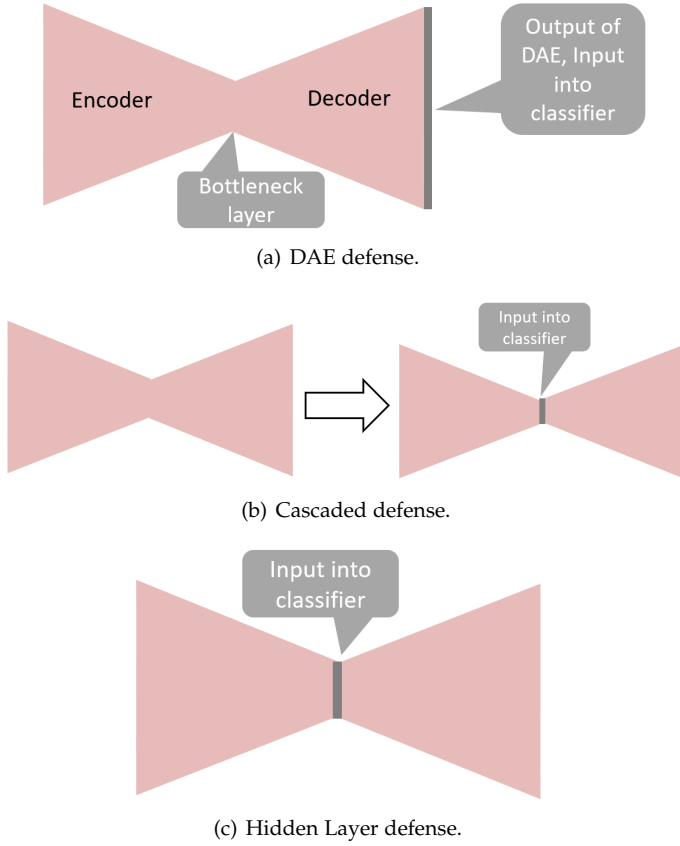 Encoder
Decoder
Output of
DAE, Input
into
classifier
Bottleneck
layer
(a) DAE defense.
Input into
classifier
(b) Cascaded defense.
Input into
classifier
(c) Hidden Layer defense.